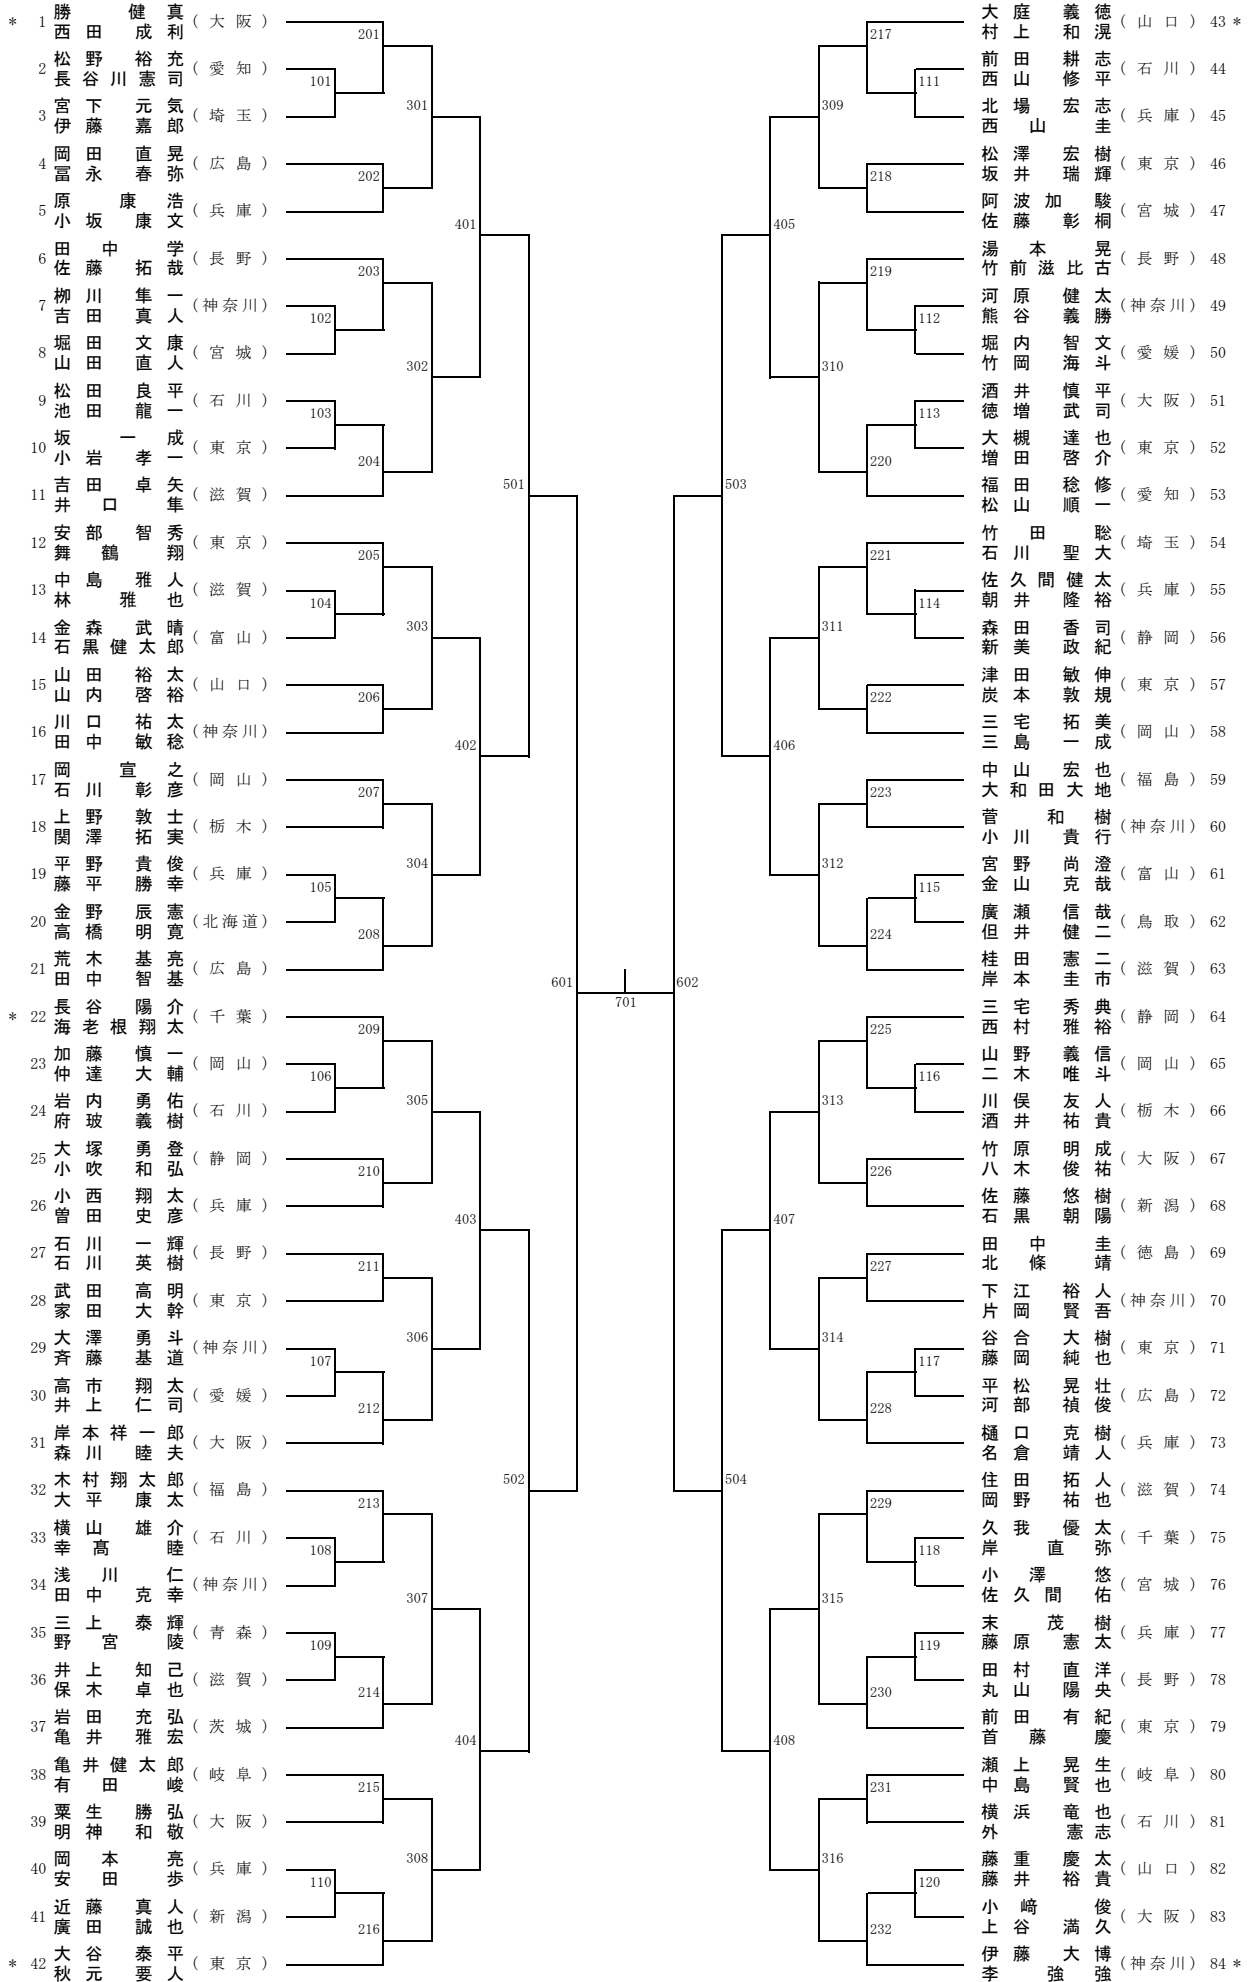 * 1 勝 健真 (大阪)
西田 成利
2 松野 裕充 (愛知)
長谷川憲司
3 宮下 元気 (埼玉)
伊藤 嘉郎
4 岡田 直晃 (広島)
冨永 春弥
5 原 康浩 (兵庫)
小坂 康文
6 田中 学 (長野)
佐藤 拓哉
7 栁川 隼一 (神奈川)
吉田 真人
8 堀田 文康 (宮城)
山田 直人
9 松田 良平 (石川)
池田 龍一
10 坂 一成 (東京)
小岩 孝一
11 吉田 卓矢 (滋賀)
井口 隼
12 安部 智秀 (東京)
舞鶴 翔
13 中島 雅人 (滋賀)
林 雅也
14 金森 武晴 (富山)
石黒健太郎
15 山田 裕太 (山口)
山内 啓裕
16 川口 祐太 (神奈川)
田中 敏稔
17 岡 宣之 (岡山)
石川 彰彦
18 上野 敦士 (栃木)
関澤 拓実
19 平野 貴俊 (兵庫)
藤平 勝幸
20 金野 辰憲 (北海道)
高橋 明寛
21 荒木 基亮 (広島)
田中 智基
* 22 長谷 陽介 (千葉)
海老根翔太
23 加藤 慎一 (岡山)
仲達 大輔
24 岩内 勇佑 (石川)
府玻 義樹
25 大塚 勇登 (静岡)
小吹 和弘
26 小西 翔太 (兵庫)
曽田 史彦
27 石川 一輝 (長野)
石川 英樹
28 武田 高明 (東京)
家田 大幹
29 大澤 勇斗 (神奈川)
斉藤 基道
30 高市 翔太 (愛媛)
井上 仁司
31 岸本祥一郎 (大阪)
森川 睦夫
32 木村翔太郎 (福島)
大平 康太
33 横山 雄介 (石川)
幸髙 睦
34 浅川 仁 (神奈川)
田中 克幸
35 三上 泰輝 (青森)
野宮 陵
36 井上 知己 (滋賀)
保木 卓也
37 岩田 充弘 (茨城)
亀井 雅宏
38 亀井健太郎 (岐阜)
有田 峻
39 粟生 勝弘 (大阪)
明神 和敬
40 岡本 亮 (兵庫)
安田 歩
41 近藤 真人 (新潟)
廣田 誠也
* 42 大谷 泰平 (東京)
秋元 要人
101
102
103
104
105
106
107
108
109
110
201
202
203
204
205
206
207
208
209
210
211
212
213
214
215
216
301
302
303
304
305
306
307
308
401
402
403
404
501
502
601
701
602
503
504
405
406
407
408
309
310
311
312
313
314
315
316
217
218
219
220
221
222
223
224
225
226
227
228
229
230
231
232
111
112
113
114
115
116
117
118
119
120
大庭 義徳 (山口) 43 *
村上 和滉
前田 耕志 (石川) 44
西山 修平
北場 宏志 (兵庫) 45
西山 圭
松澤 宏樹 (東京) 46
坂井 瑞輝
阿波加 駿 (宮城) 47
佐藤 彰桐
湯本 晃 (長野) 48
竹前滋比古
河原 健太 (神奈川) 49
熊谷 義勝
堀内 智文 (愛媛) 50
竹岡 海斗
酒井 慎平 (大阪) 51
徳増 武司
大槻 達也 (東京) 52
増田 啓介
福田 稔修 (愛知) 53
松山 順一
竹田 聡 (埼玉) 54
石川 聖大
佐久間健太 (兵庫) 55
朝井 隆裕
森田 香司 (静岡) 56
新美 政紀
津田 敏伸 (東京) 57
炭本 敦規
三宅 拓美 (岡山) 58
三島 一成
中山 宏也 (福島) 59
大和田大地
菅 和樹 (神奈川) 60
小川 貴行
宮野 尚澄 (富山) 61
金山 克哉
廣瀬 信哉 (鳥取) 62
但井 健二
桂田 憲二 (滋賀) 63
岸本 圭市
三宅 秀典 (静岡) 64
西村 雅裕
山野 義信 (岡山) 65
二木 唯斗
川俣 友人 (栃木) 66
酒井 祐貴
竹原 明成 (大阪) 67
八木 俊祐
佐藤 悠樹 (新潟) 68
石黒 朝陽
田中 圭 (徳島) 69
北條 靖
下江 裕人 (神奈川) 70
片岡 賢吾
谷合 大樹 (東京) 71
藤岡 純也
平松 晃壮 (広島) 72
河部 禎俊
樋口 克樹 (兵庫) 73
名倉 靖人
住田 拓人 (滋賀) 74
岡野 祐也
久我 優太 (千葉) 75
岸 直弥
小澤 悠 (宮城) 76
佐久間 佑
末 茂樹 (兵庫) 77
藤原 憲太
田村 直洋 (長野) 78
丸山 陽央
前田 有紀 (東京) 79
首藤 慶
瀬上 晃生 (岐阜) 80
中島 賢也
横浜 竜也 (石川) 81
外 憲志
藤重 慶太 (山口) 82
藤井 裕貴
小﨑 俊 (大阪) 83
上谷 満久
伊藤 大博 (神奈川) 84 *
李 強強